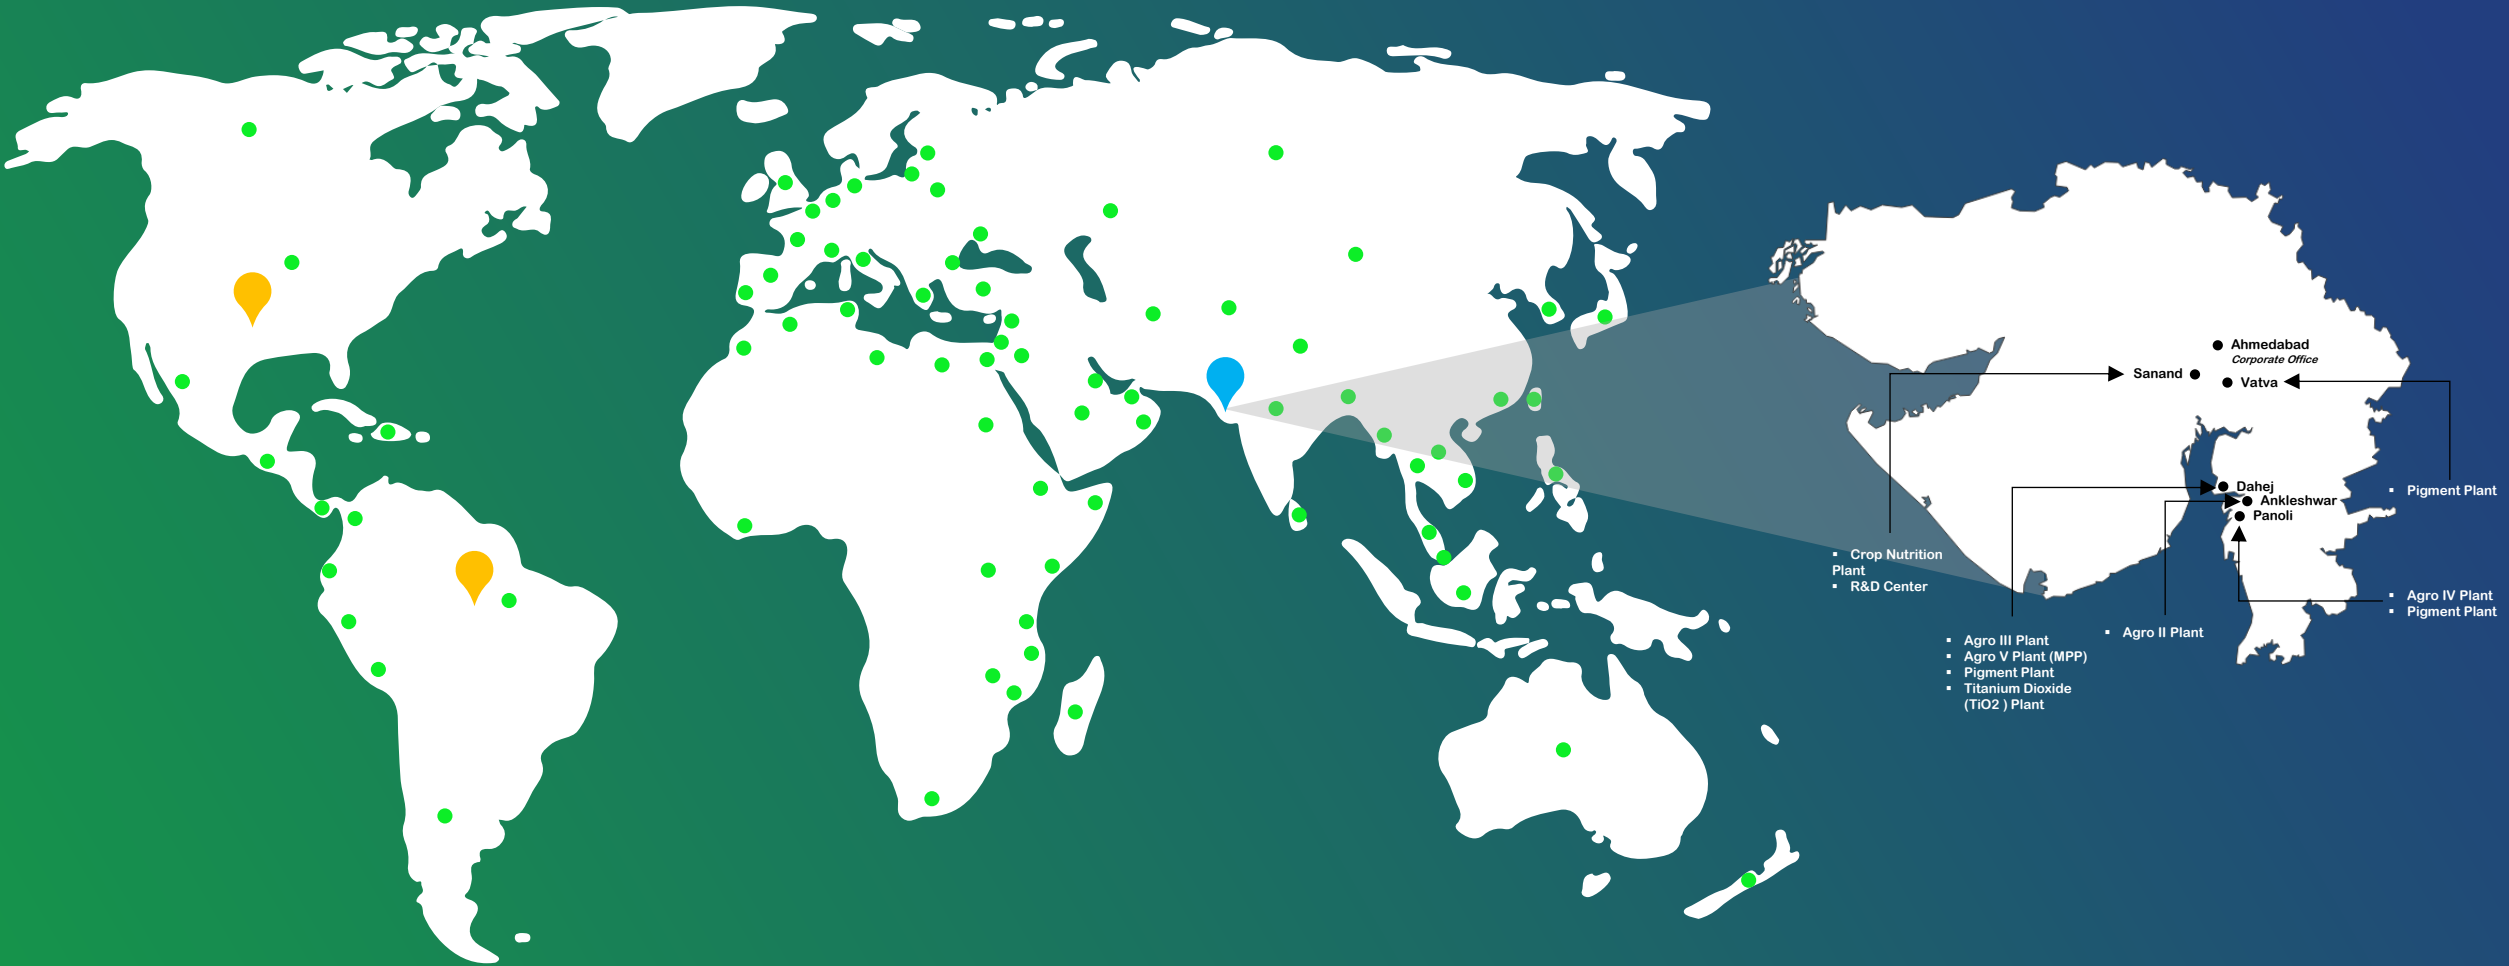 Ahmedabad
Corporate Office
Sanand
Vatva
Dahej
Ankleshwar
Panoli
▪ Pigment Plant
▪ Crop Nutrition
Plant
▪ R&D Center
▪ Agro IV Plant
▪ Pigment Plant
▪ Agro II Plant
▪ Agro III Plant
▪ Agro V Plant (MPP)
▪ Pigment Plant
▪ Titanium Dioxide
(TiO2 ) Plant